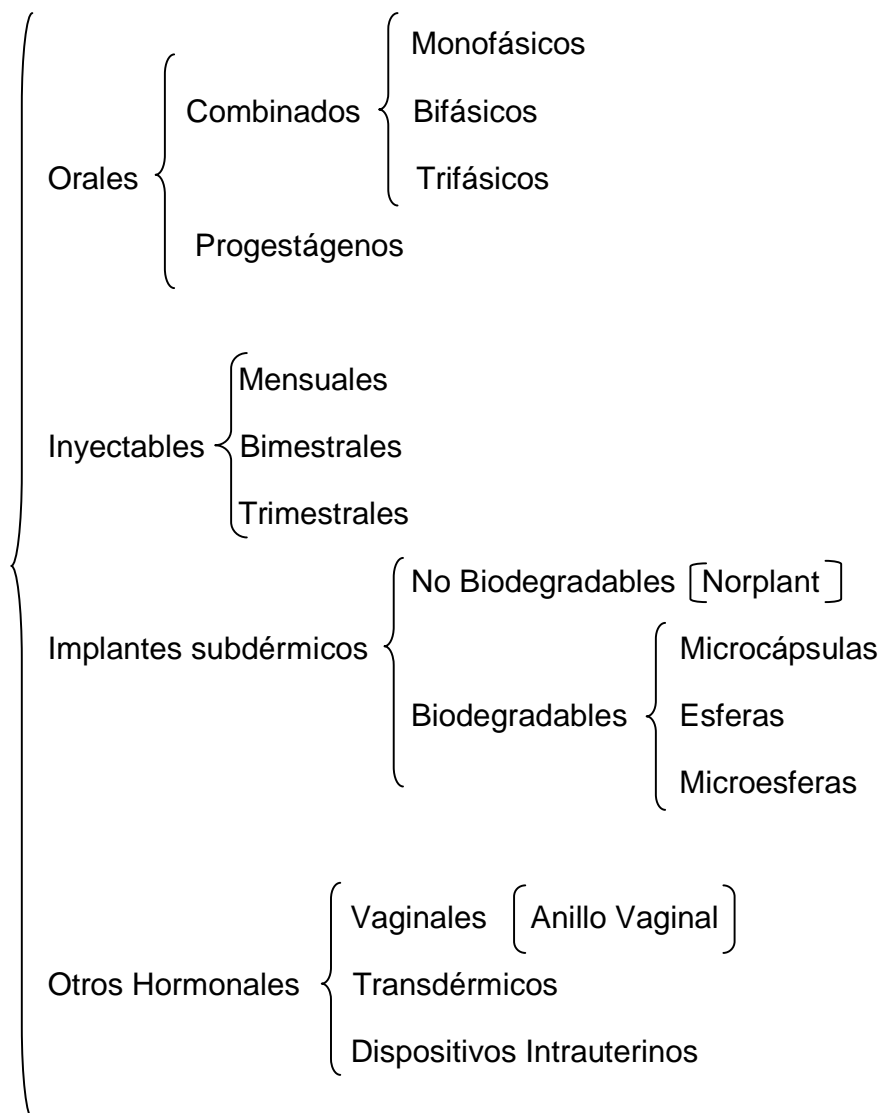 Monofásicos
Combinados
Bifásicos
Orales
Trifásicos
Progestágenos
Mensuales
Inyectables
Bimestrales
Trimestrales
No Biodegradables [Norplant ]
Implantes subdérmicos
Microcápsulas
Biodegradables
Esferas
Microesferas
Vaginales [Anillo Vaginal]
Otros Hormonales
Transdérmicos
Dispositivos Intrauterinos